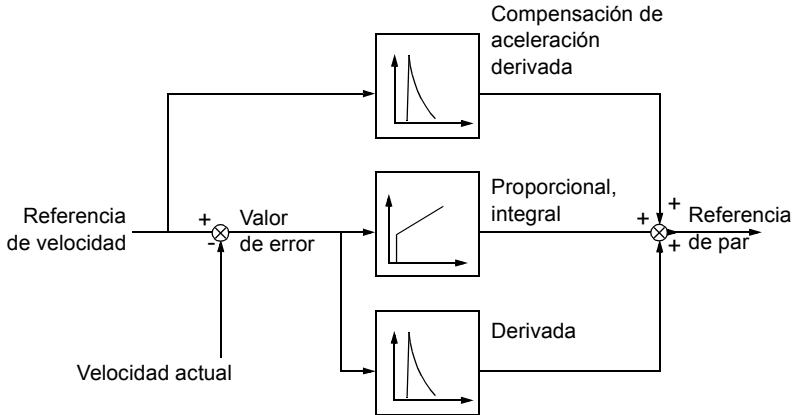 Compensación de
aceleración
derivada
Proporcional,
integral
+
+
Referencia
de velocidad
+
-
Valor
de error
Referencia
de par
+
Derivada
Velocidad actual